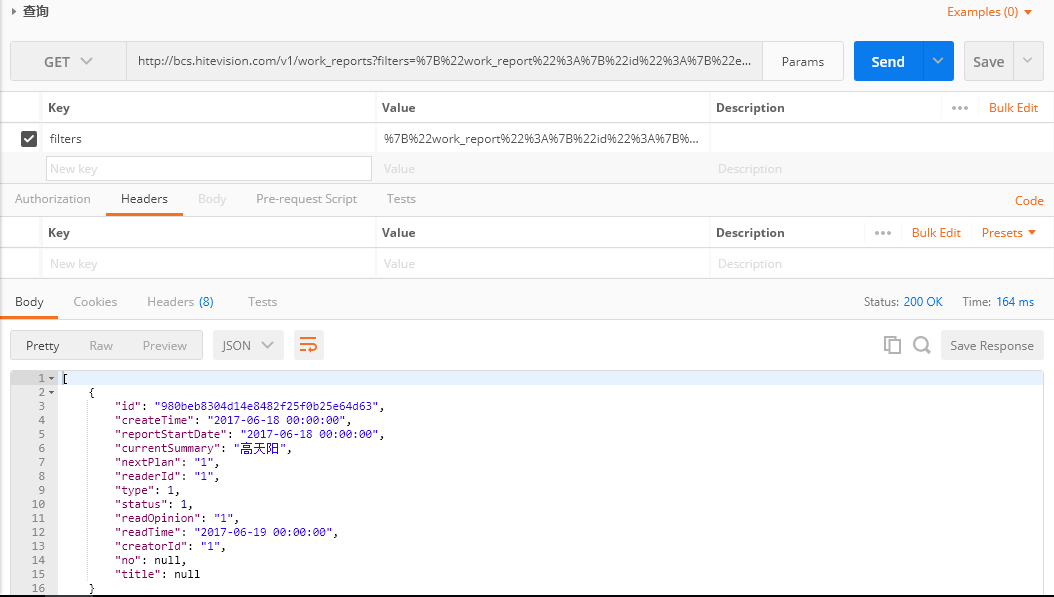 查询
Examples (0)
GET http://bcs.hitevision.com/v1/work_reports?filters=%7B%22work_report%22%3A%7B%22id%22%3A%7B%22e... Params Send Save
Key Value Description ••• Bulk Edit
filters %7B%22work_report%22%3A%7B%22id%22%3A%7B%...
New key Value Description
Authorization Headers Body Pre-request Script Tests Code
Key Value Description ••• Bulk Edit Presets
New key Value Description
Body Cookies Headers (8) Tests Status: 200 OK Time: 164 ms
Pretty Raw Preview JSON Save Response
1 [
2 {
3 "id": "980beb8304d14e8482f25f0b25e64d63",
4 "createTime": "2017-06-18 00:00:00",
5 "reportStartDate": "2017-06-18 00:00:00",
6 "currentSummary": "高天阳",
7 "nextPlan": "1",
8 "readerId": "1",
9 "type": 1,
10 "status": 1,
11 "readOpinion": "1",
12 "readTime": "2017-06-19 00:00:00",
13 "creatorId": "1",
14 "no": null,
15 "title": null
16 }